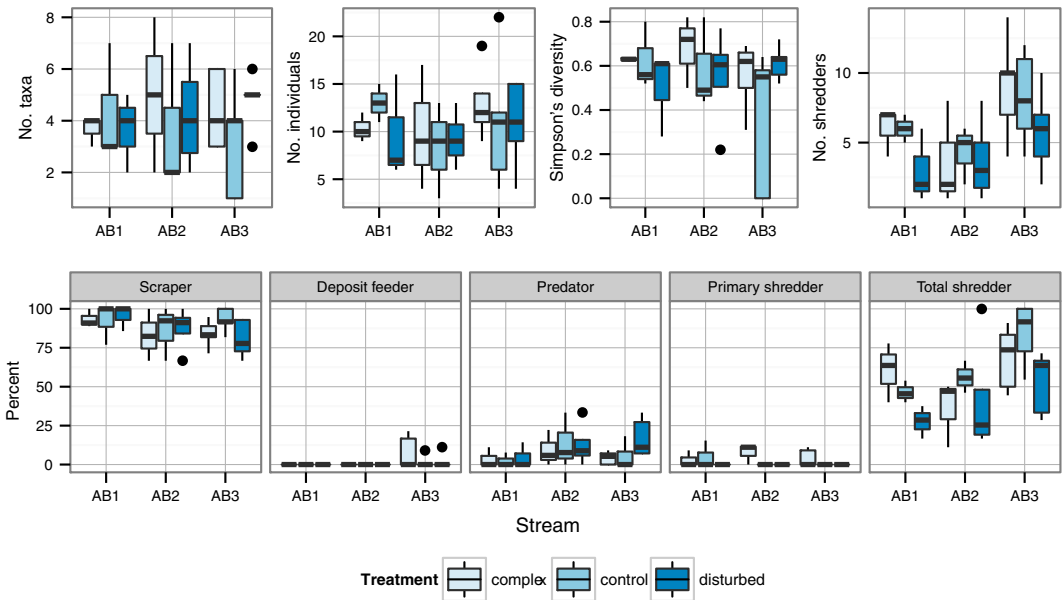 No. taxa
8
6
4
2
AB1 AB2 AB3
No. individuals
20
15
10
5
AB1 AB2 AB3
Simpson's diversity
0.8
0.6
0.4
0.2
0.0
AB1 AB2 AB3
No. shredders
10
5
AB1 AB2 AB3
Scraper
Deposit feeder
Predator
Primary shredder
Total shredder
Percent
100
75
50
25
0
AB1 AB2 AB3
AB1 AB2 AB3
AB1 AB2 AB3
AB1 AB2 AB3
AB1 AB2 AB3
Stream
Treatment complex control disturbed